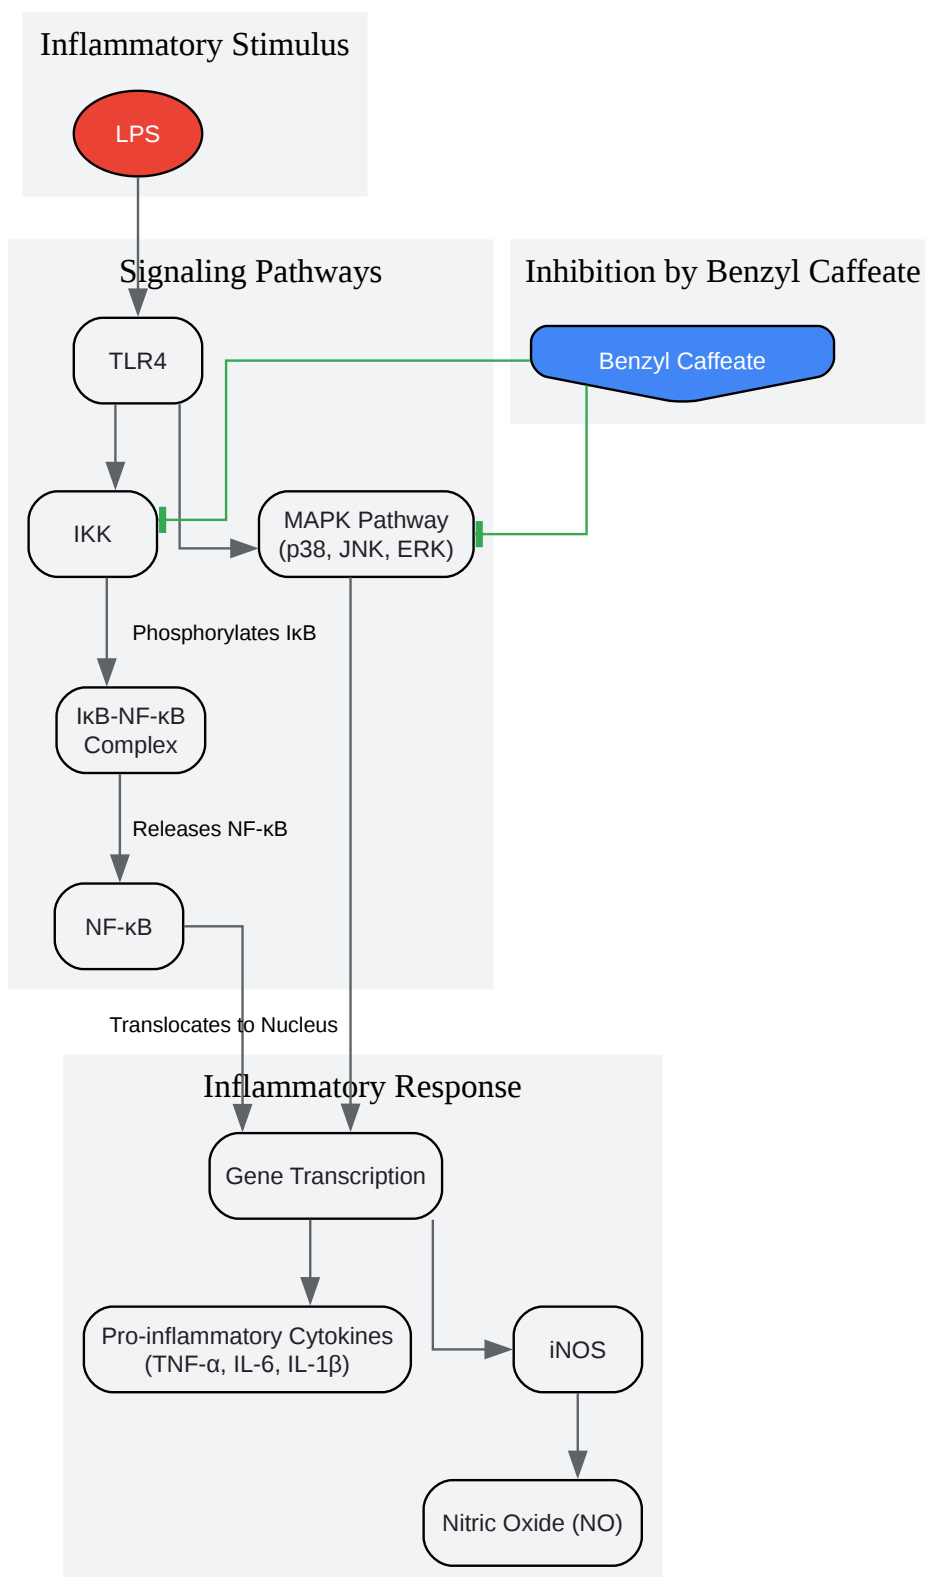 Inflammatory Stimulus
LPS
Signaling Pathways
Inhibition by Benzyl Caffeate
TLR4
Benzyl Caffeate
IKK
MAPK Pathway
(p38, JNK, ERK)
Phosphorylates IκB
IκB-NF-κB
Complex
Releases NF-κB
NF-κB
Translocates to Nucleus
Inflammatory Response
Gene Transcription
Pro-inflammatory Cytokines
(TNF-α, IL-6, IL-1β)
iNOS
Nitric Oxide (NO)